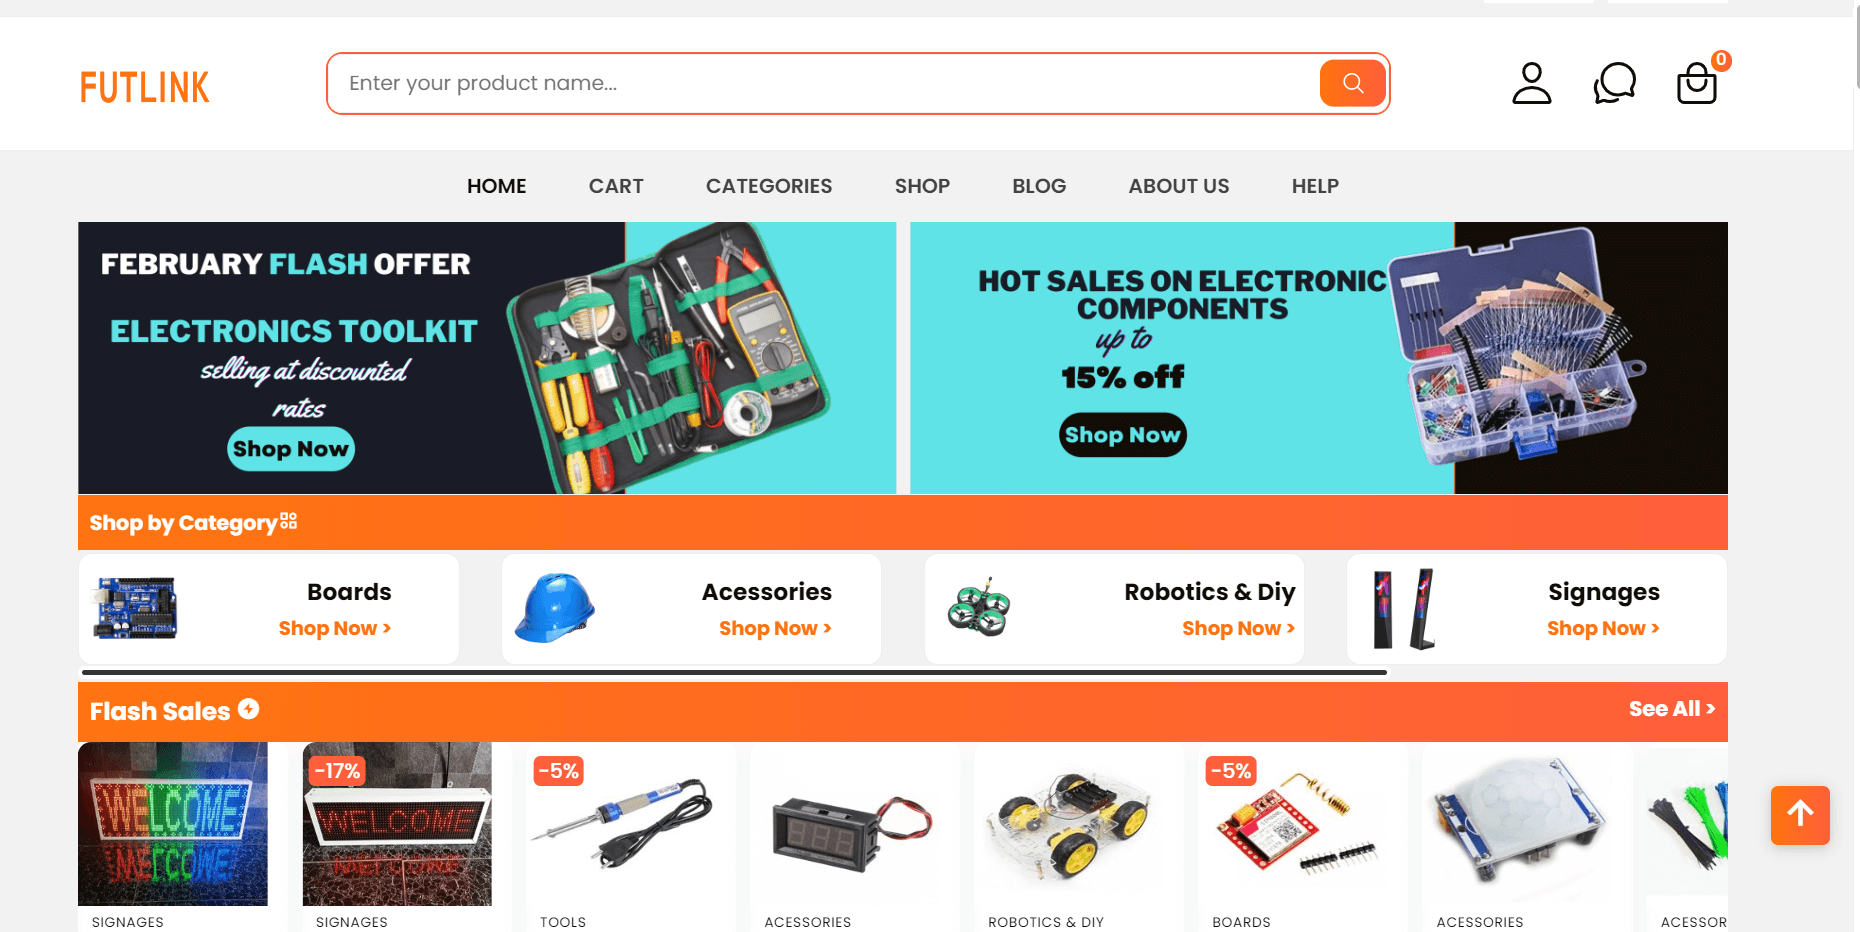 FUTLINK
Enter your product name...
0
HOME CART CATEGORIES SHOP BLOG ABOUT US HELP
FEBRUARY FLASH OFFER
ELECTRONICS TOOLKIT
selling at discounted
rates
Shop Now
HOT SALES ON ELECTRONIC
COMPONENTS
up to
15% off
Shop Now
Shop by Category
Boards
Shop Now >
Acessories
Shop Now >
Robotics & Diy
Shop Now >
Signages
Shop Now >
Flash Sales
See All >
WELCOME
-17%
WELCOME
-5%
-5%
SIGNAGES
SIGNAGES
TOOLS
ACESSORIES
ROBOTICS & DIY
BOARDS
ACESSORIES
ACESSOR